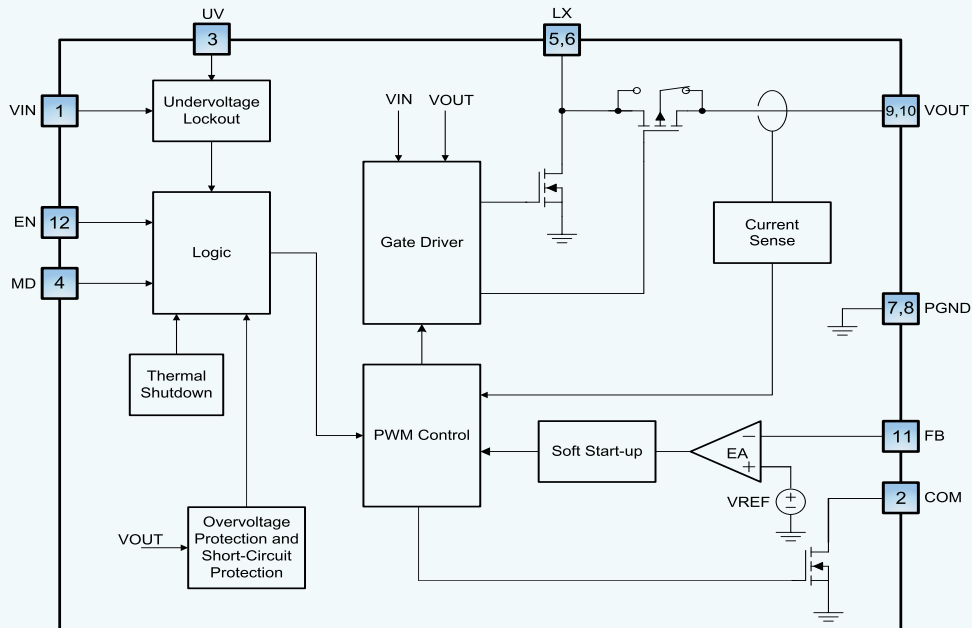 UV
3
LX
5,6
VIN
1
Undervoltage
Lockout
VIN
VOUT
9,10
VOUT
EN
12
Logic
Gate Driver
Current
Sense
MD
4
7,8
PGND
Thermal
Shutdown
PWM Control
Soft Start-up
EA
−
+
11
FB
VREF
+
−
2
COM
VOUT
Overvoltage
Protection and
Short-Circuit
Protection